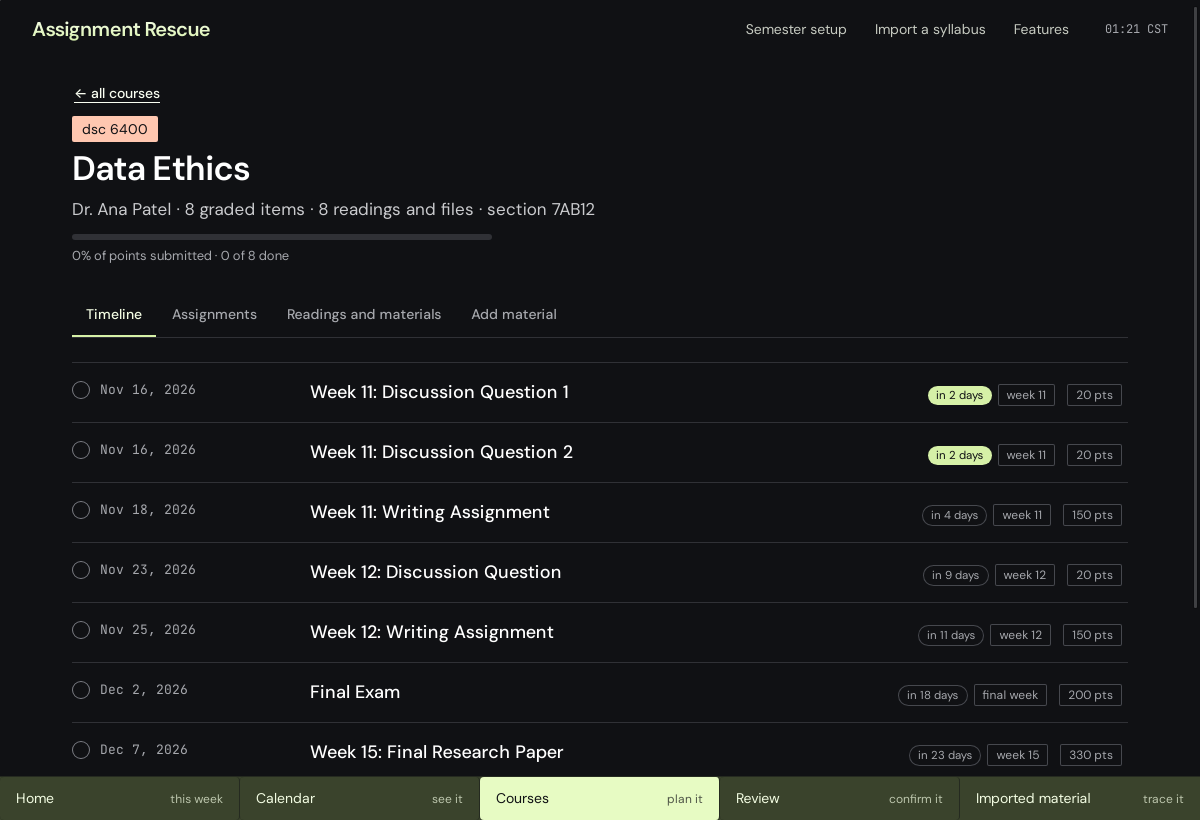 Assignment Rescue Semester setup Import a syllabus Features 01:21 CST
← all courses
dsc 6400
Data Ethics
Dr. Ana Patel · 8 graded items · 8 readings and files · section 7AB12
0% of points submitted · 0 of 8 done
Timeline Assignments Readings and materials Add material
Nov 16, 2026 Week 11: Discussion Question 1 in 2 days week 11 20 pts
Nov 16, 2026 Week 11: Discussion Question 2 in 2 days week 11 20 pts
Nov 18, 2026 Week 11: Writing Assignment in 4 days week 11 150 pts
Nov 23, 2026 Week 12: Discussion Question in 9 days week 12 20 pts
Nov 25, 2026 Week 12: Writing Assignment in 11 days week 12 150 pts
Dec 2, 2026 Final Exam in 18 days final week 200 pts
Dec 7, 2026 Week 15: Final Research Paper in 23 days week 15 330 pts
Home this week Calendar see it Courses plan it Review confirm it Imported material trace it